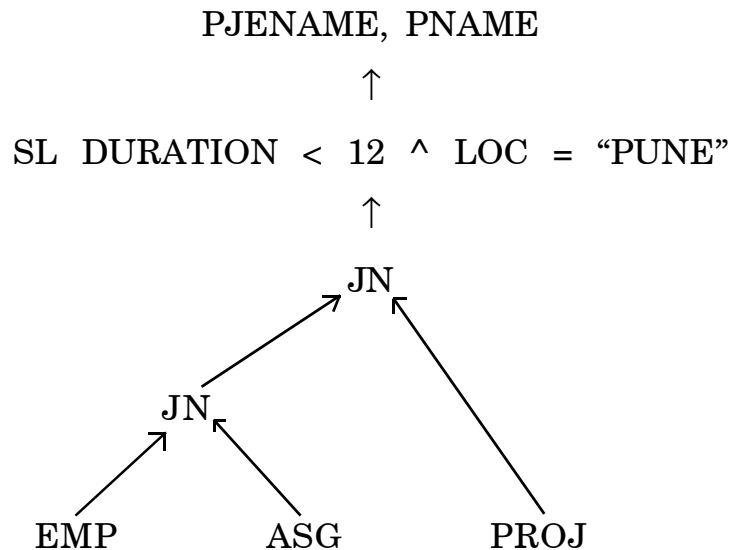 PJENAME, PNAME
SL DURATION < 12 ^ LOC = “PUNE”
JN
JN
EMP ASG PROJ